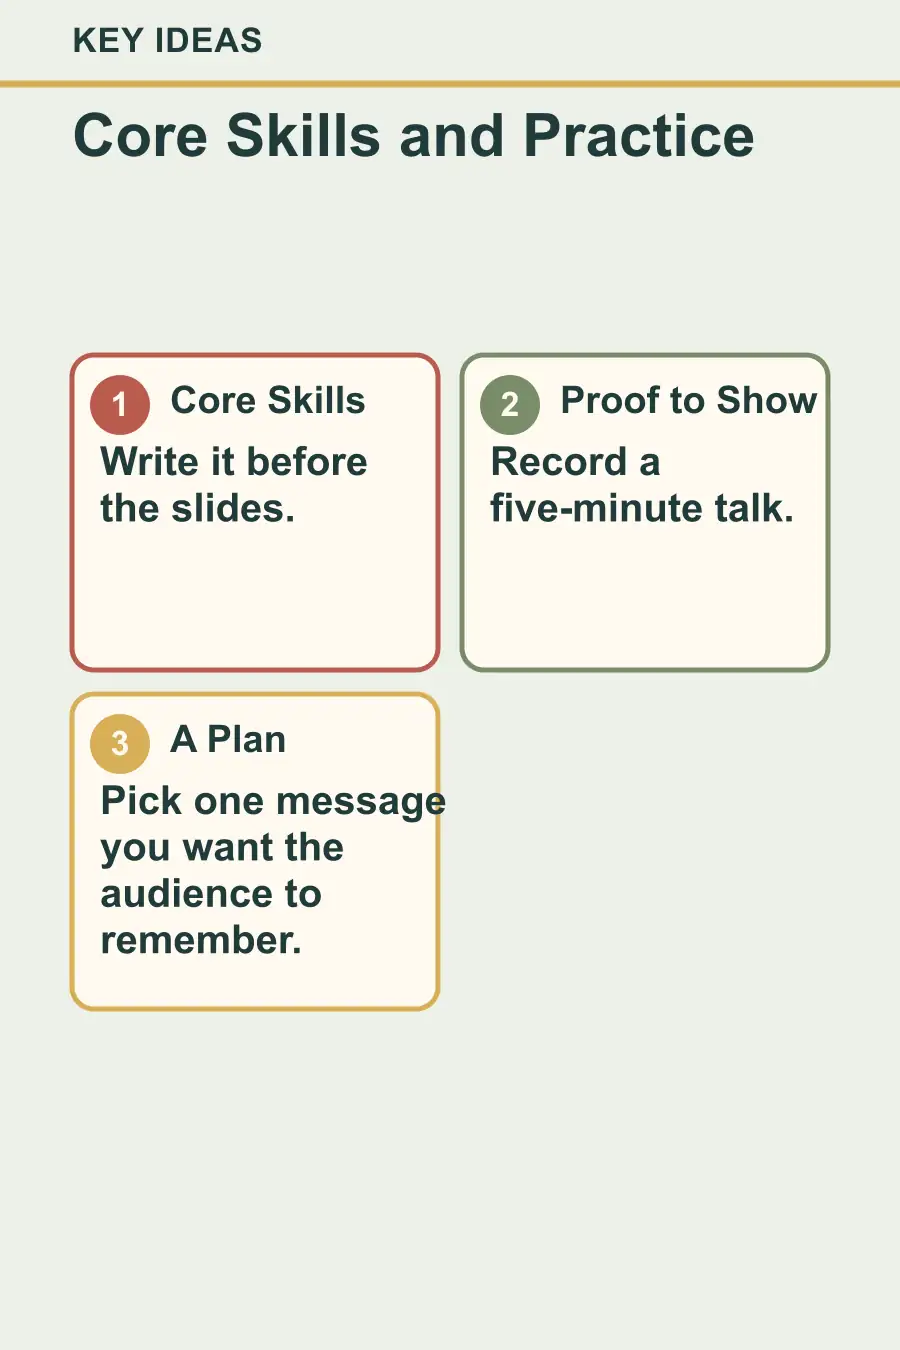 KEY IDEAS
Core Skills and Practice
1 Core Skills
Write it before
the slides.
2 Proof to Show
Record a
five-minute talk.
3 A Plan
Pick one message
you want the
audience to
remember.